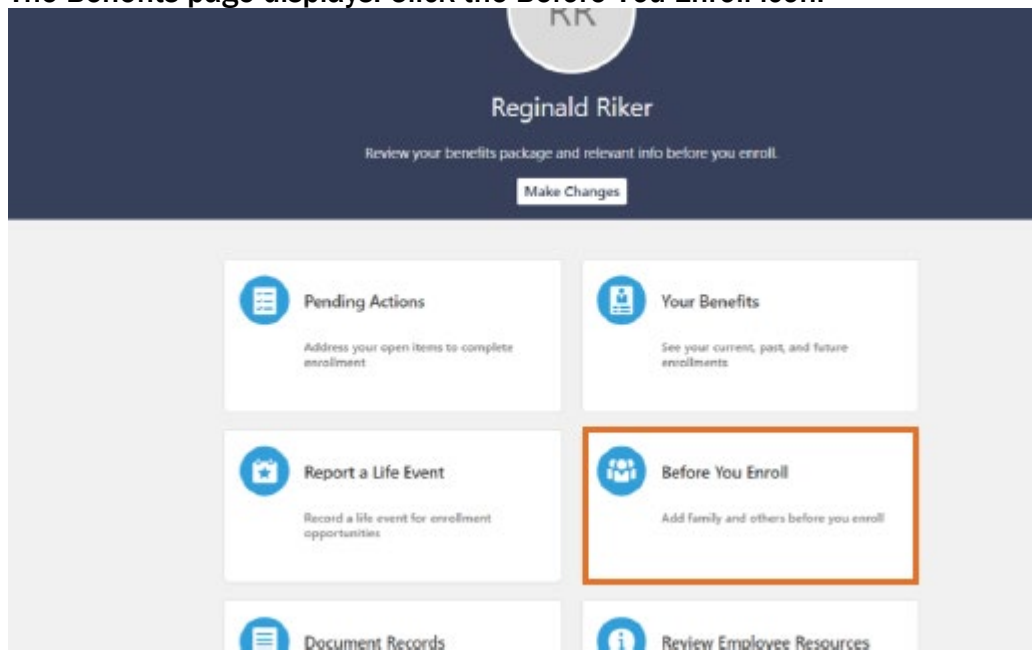 The Benefits page displays. Click the Before You Enroll icon.
RR
Reginald Riker
Review your benefits package and relevant info before you enroll.
Make Changes
Pending Actions
Address your open items to complete
enrollment
Your Benefits
See your current, past, and future
enrollments
Report a Life Event
Record a life event for enrollment
opportunities
Before You Enroll
Add family and others before you enroll
Document Records
Review Employee Resources